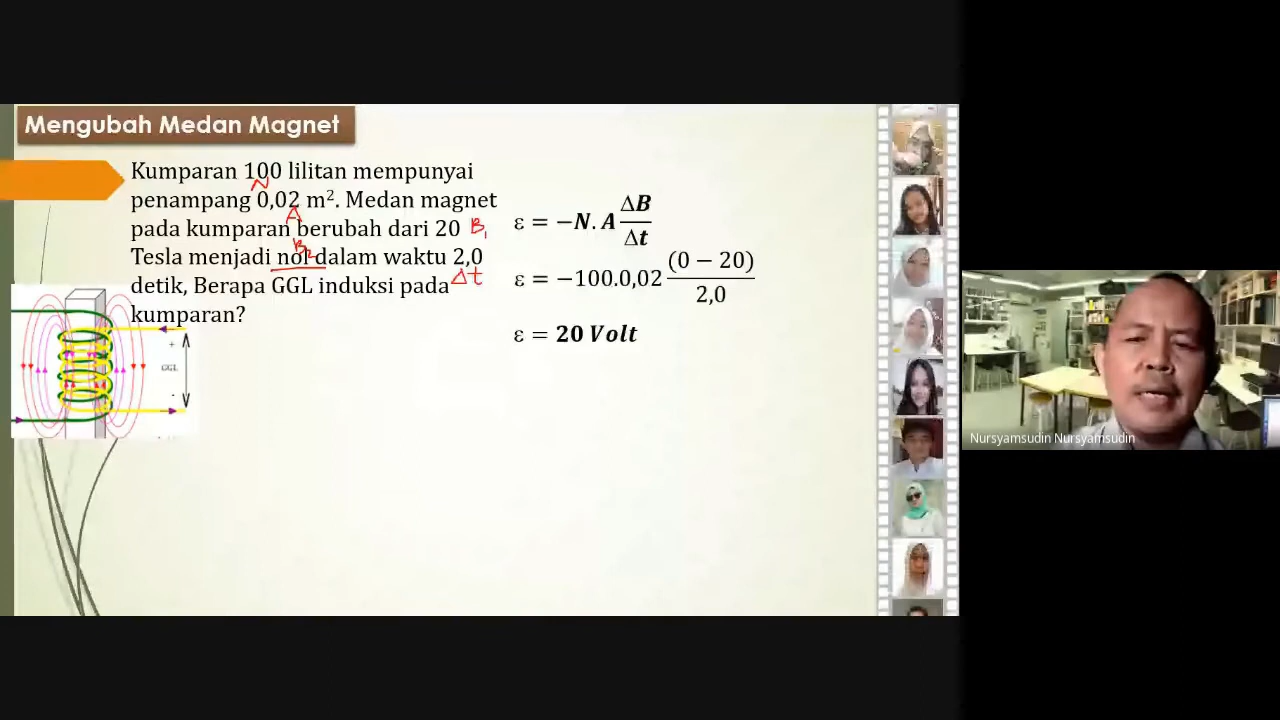 Mengubah Medan Magnet
Kumparan 100 lilitan mempunyai
N
penampang 0,02 m². Medan magnet
A
pada kumparan berubah dari 20 B₁
B₂
Tesla menjadi nol dalam waktu 2,0
detik, Berapa GGL induksi pada Δt
kumparan?
+
GGL
-
ε = −N. A ΔB/Δt
ε = −100.0,02 (0 − 20)/2,0
ε = 20 Volt
Nursyamsudin Nursyamsudin